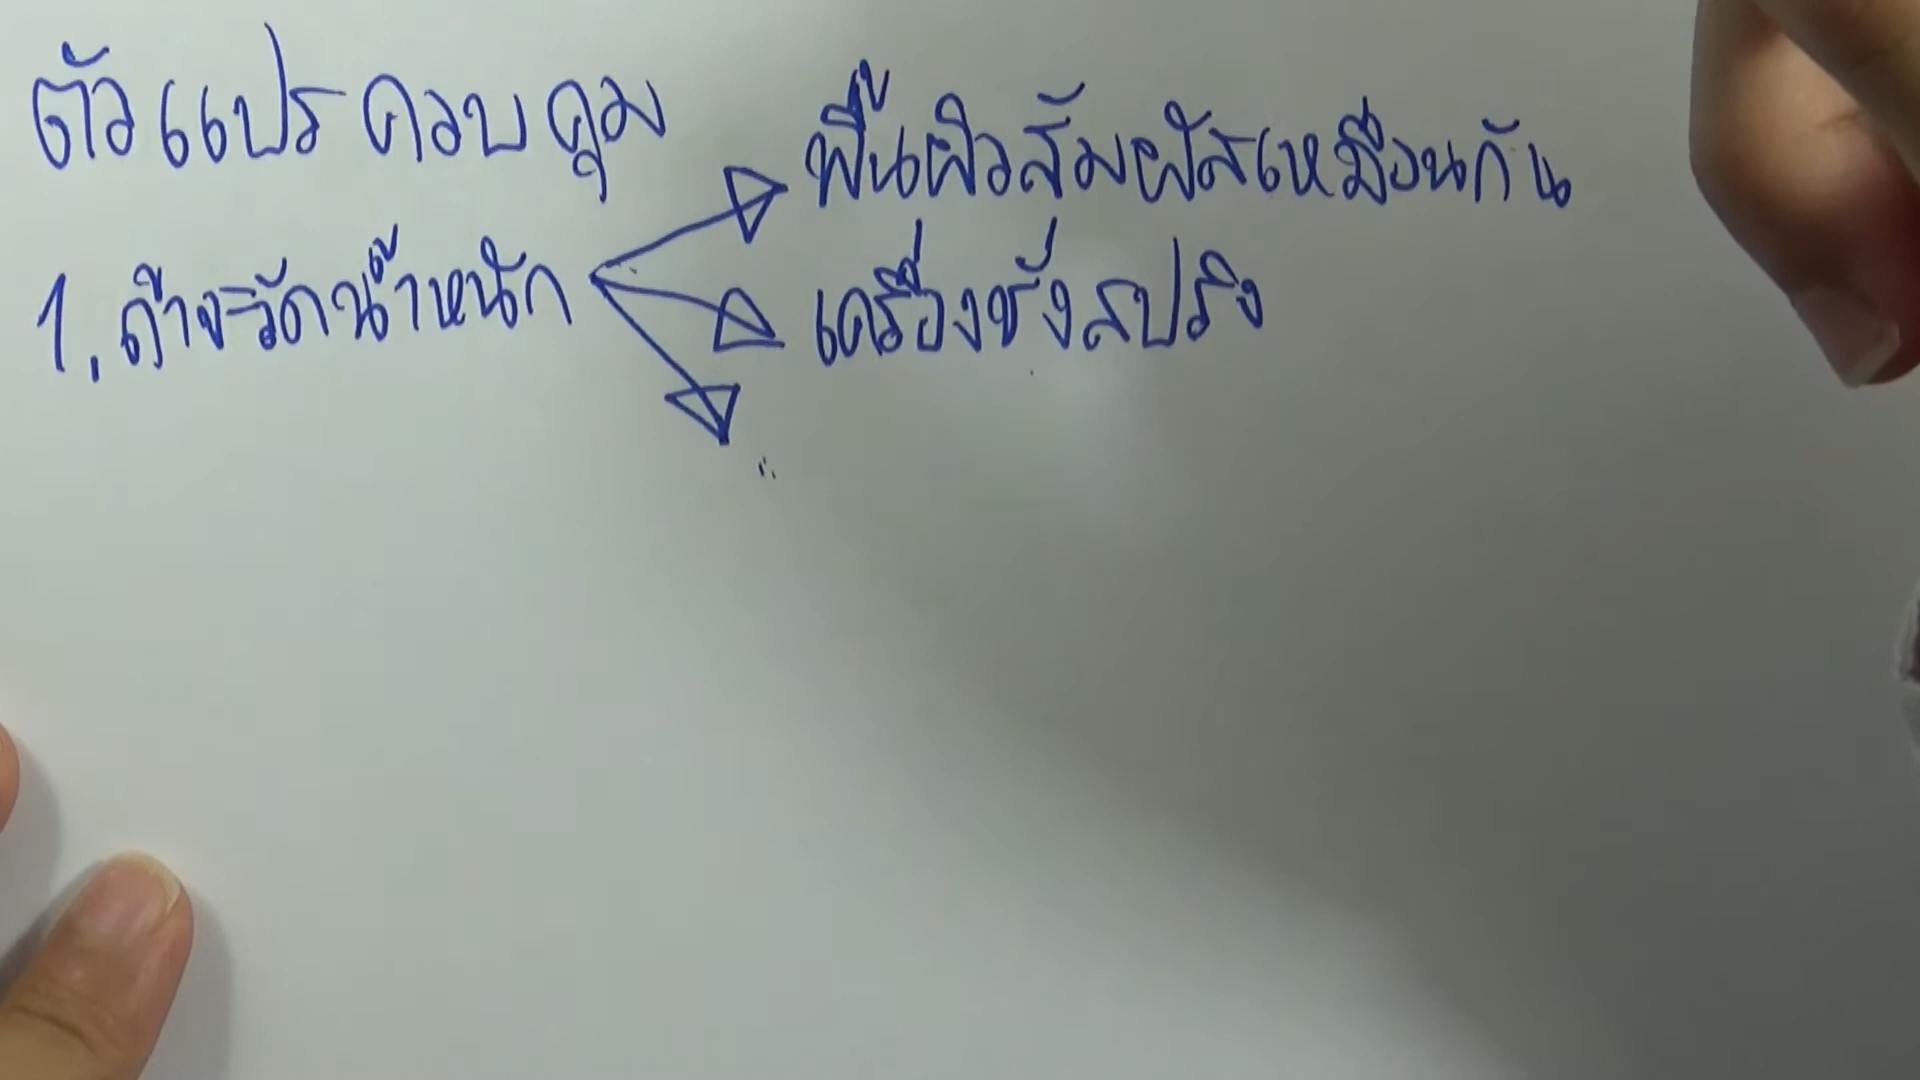 ตัวแปรควบคุม
พื้นผิวสัมผัสเหมือนกัน
1. ถ้าจะวัดน้ำหนัก
เครื่องชั่งสปริง